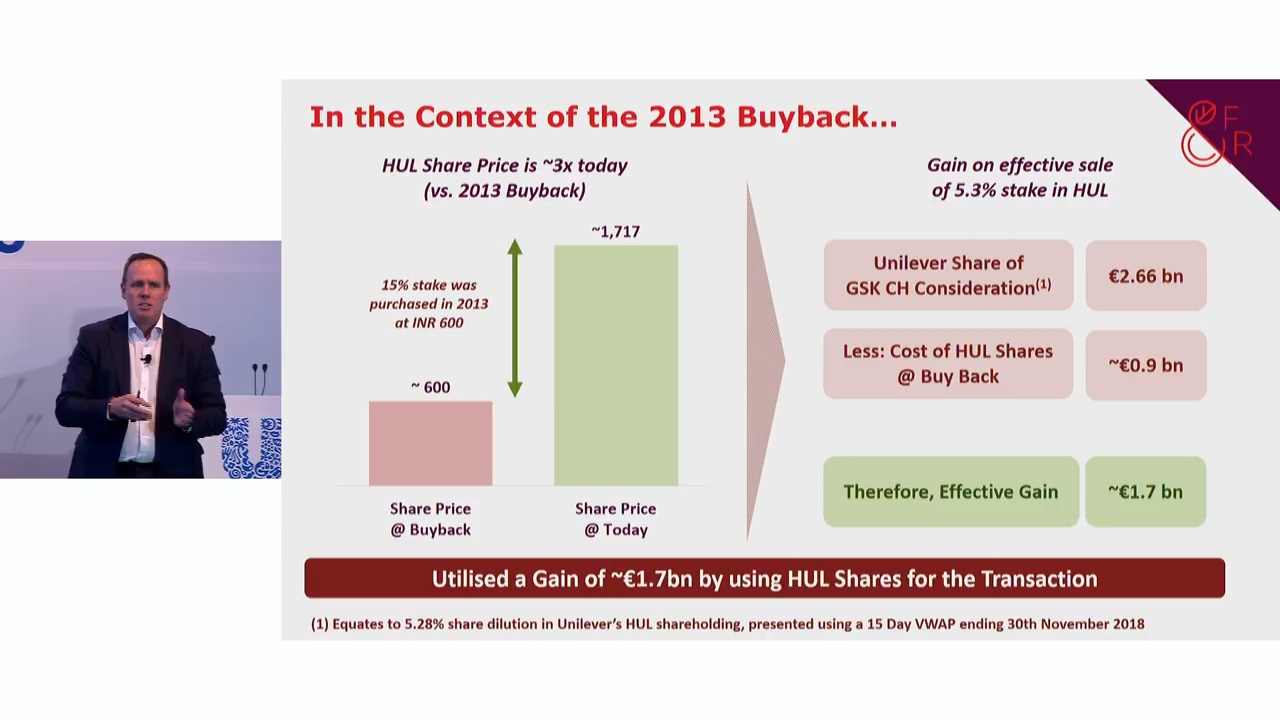 In the Context of the 2013 Buyback...
HUL Share Price is ~3x today
(vs. 2013 Buyback)
~1,717
15% stake was
purchased in 2013
at INR 600
~ 600
Share Price
@ Buyback
Share Price
@ Today
Gain on effective sale
of 5.3% stake in HUL
Unilever Share of
GSK CH Consideration(1)
€2.66 bn
Less: Cost of HUL Shares
@ Buy Back
~€0.9 bn
Therefore, Effective Gain
~€1.7 bn
Utilised a Gain of ~€1.7bn by using HUL Shares for the Transaction
(1) Equates to 5.28% share dilution in Unilever's HUL shareholding, presented using a 15 Day VWAP ending 30th November 2018
F
& R